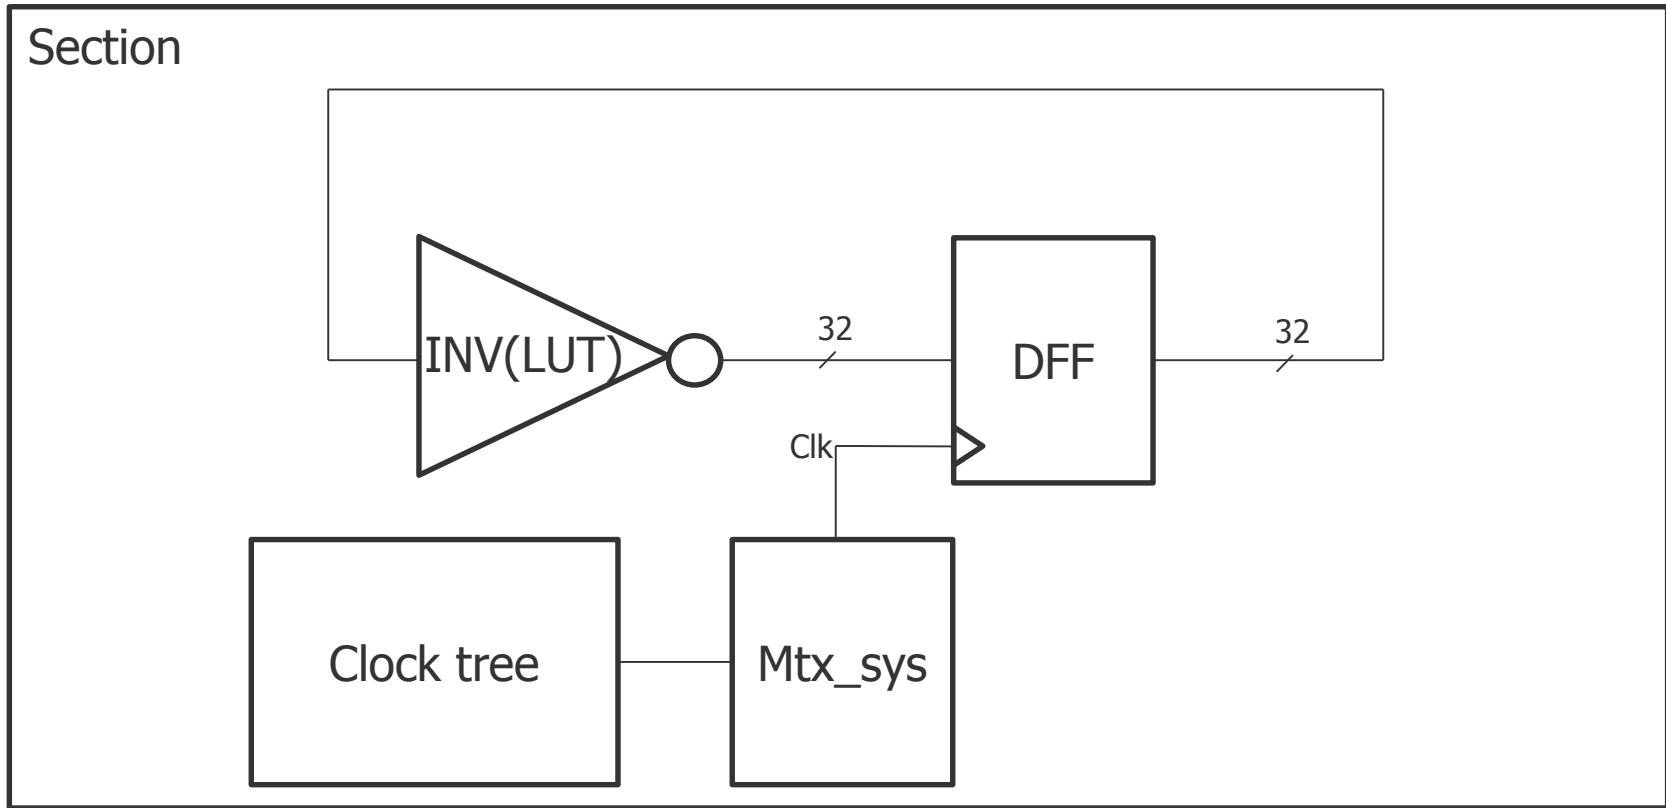 Section
INV(LUT)
32
DFF
32
Clk
Clock tree
Mtx_sys